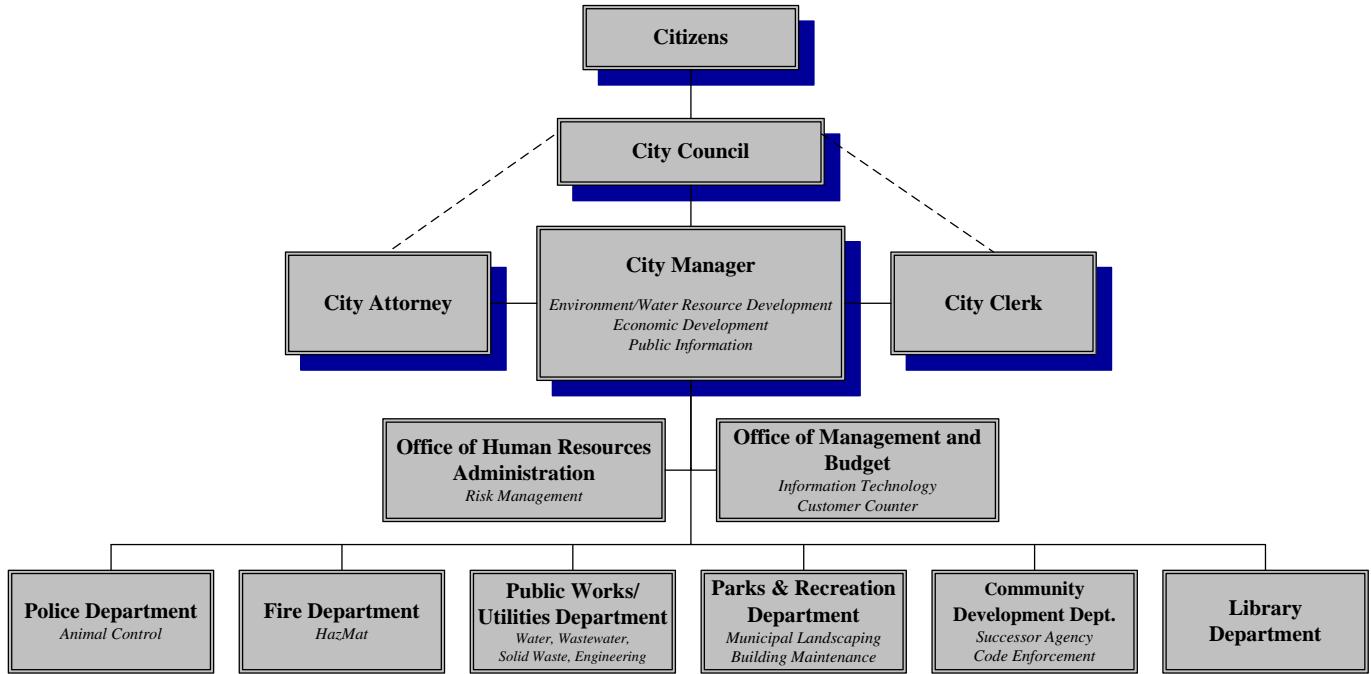 Citizens
City Council
City Attorney
City Manager
Environment/Water Resource Development
Economic Development
Public Information
City Clerk
Office of Human Resources
Administration
Risk Management
Office of Management and
Budget
Information Technology
Customer Counter
Police Department
Animal Control
Fire Department
HazMat
Public Works/
Utilities Department
Water, Wastewater,
Solid Waste, Engineering
Parks & Recreation
Department
Municipal Landscaping
Building Maintenance
Community
Development Dept.
Successor Agency
Code Enforcement
Library
Department